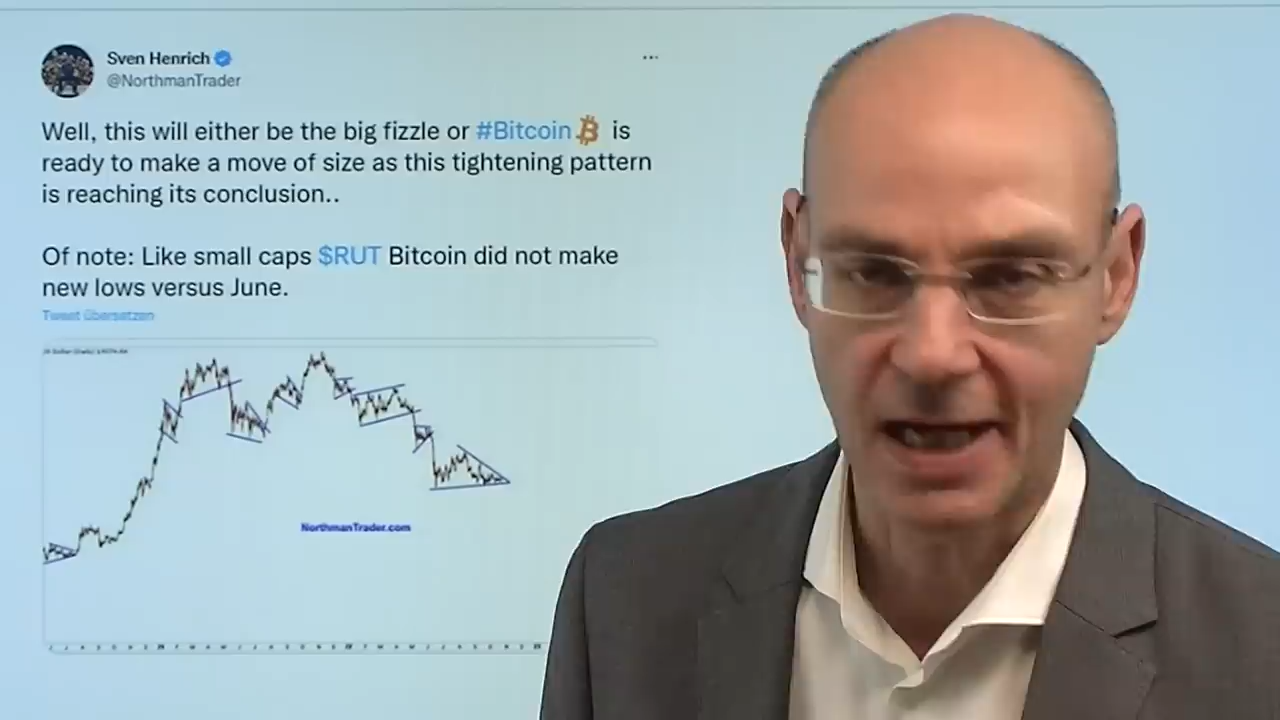 Sven Henrich
@NorthmanTrader
...
Well, this will either be the big fizzle or #Bitcoin is
ready to make a move of size as this tightening pattern
is reaching its conclusion..
Of note: Like small caps $RUT Bitcoin did not make
new lows versus June.
Tweet übersetzen
NorthmanTrader.com